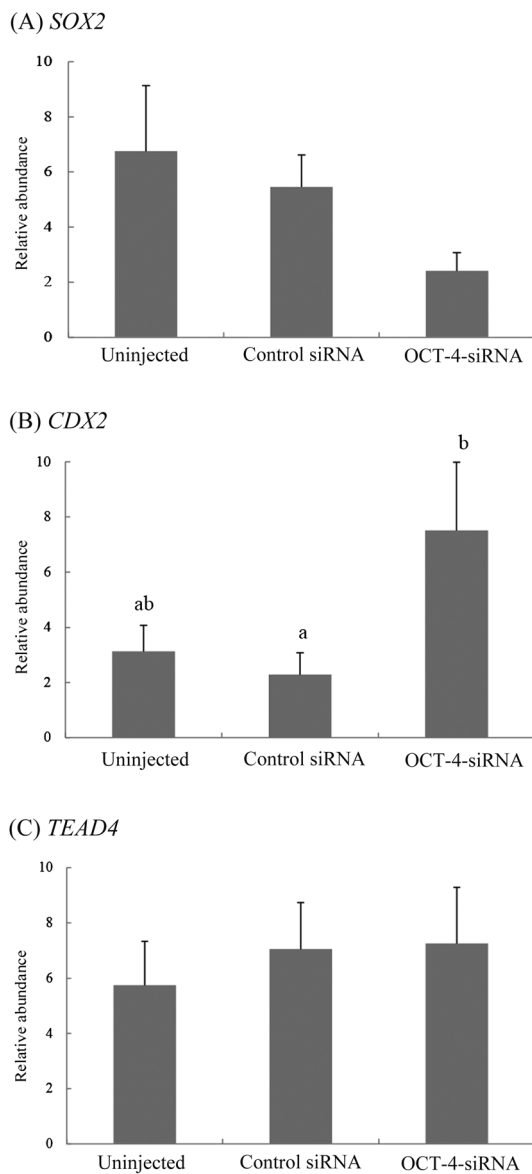 (A) SOX2
10
8
6
4
2
0
Relative abundance
Uninjected Control siRNA OCT-4-siRNA
(B) CDX2
10
8
6
4
2
0
Relative abundance
ab
a
b
Uninjected Control siRNA OCT-4-siRNA
(C) TEAD4
10
8
6
4
2
0
Relative abundance
Uninjected Control siRNA OCT-4-siRNA